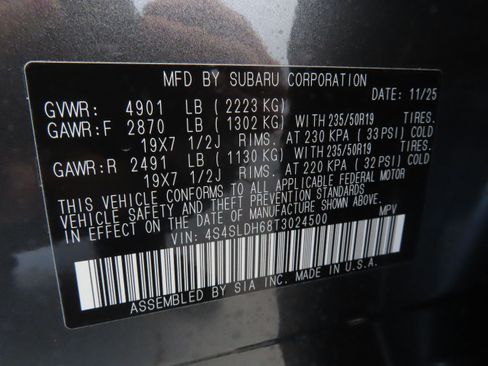 MFD BY SUBARU CORPORATION
DATE: 11/25
GVWR: 4901 LB (2223 KG)
GAWR:F 2870 LB (1302 KG) WITH 235/50R19 TIRES.
19X7 1/2J RIMS. AT 230 KPA (33 PSI) COLD
GAWR:R 2491 LB (1130 KG) WITH 235/50R19 TIRES.
19X7 1/2J RIMS. AT 220 KPA (32 PSI) COLD
THIS VEHICLE CONFORMS TO ALL APPLICABLE FEDERAL MOTOR
VEHICLE SAFETY AND THEFT PREVENTION STANDARDS
IN EFFECT ON THE DATE OF MANUFACTURE SHOWN ABOVE.
VIN: 4S4SLDH68T3024500 MPV
ASSEMBLED BY SIA INC. MADE IN U.S.A.